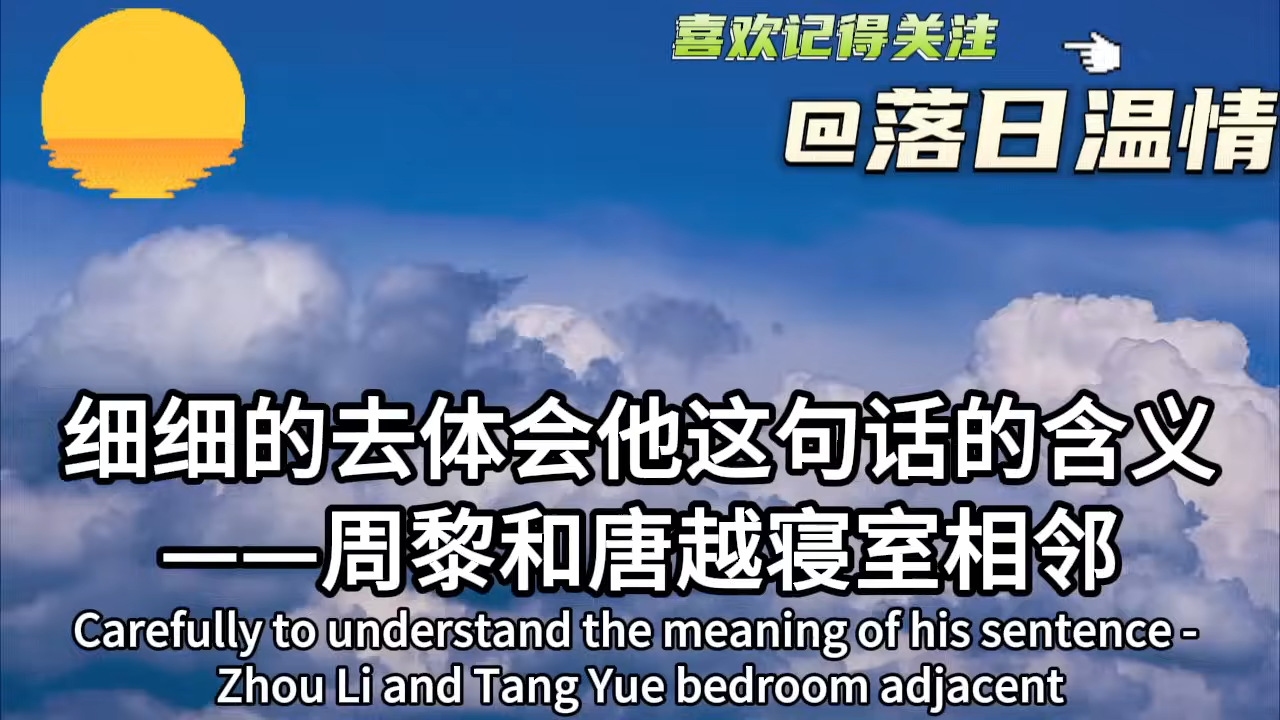 喜欢记得关注
@落日温情
细细的去体会他这句话的含义
——周黎和唐越寝室相邻
Carefully to understand the meaning of his sentence -
Zhou Li and Tang Yue bedroom adjacent